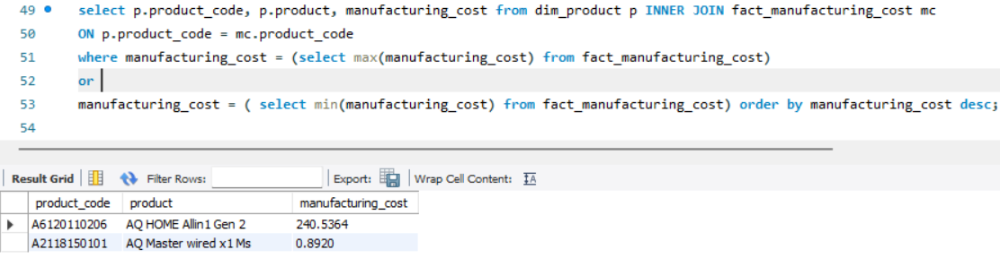 49 select p.product_code, p.product, manufacturing_cost from dim_product p INNER JOIN fact_manufacturing_cost mc
50 ON p.product_code = mc.product_code
51 where manufacturing_cost = (select max(manufacturing_cost) from fact_manufacturing_cost)
52 or
53 manufacturing_cost = ( select min(manufacturing_cost) from fact_manufacturing_cost) order by manufacturing_cost desc;
54
Result Grid Filter Rows: Export: Wrap Cell Content: IA
product_code product manufacturing_cost
A6120110206 AQ HOME Allin1 Gen 2 240.5364
A2118150101 AQ Master wired x1 Ms 0.8920